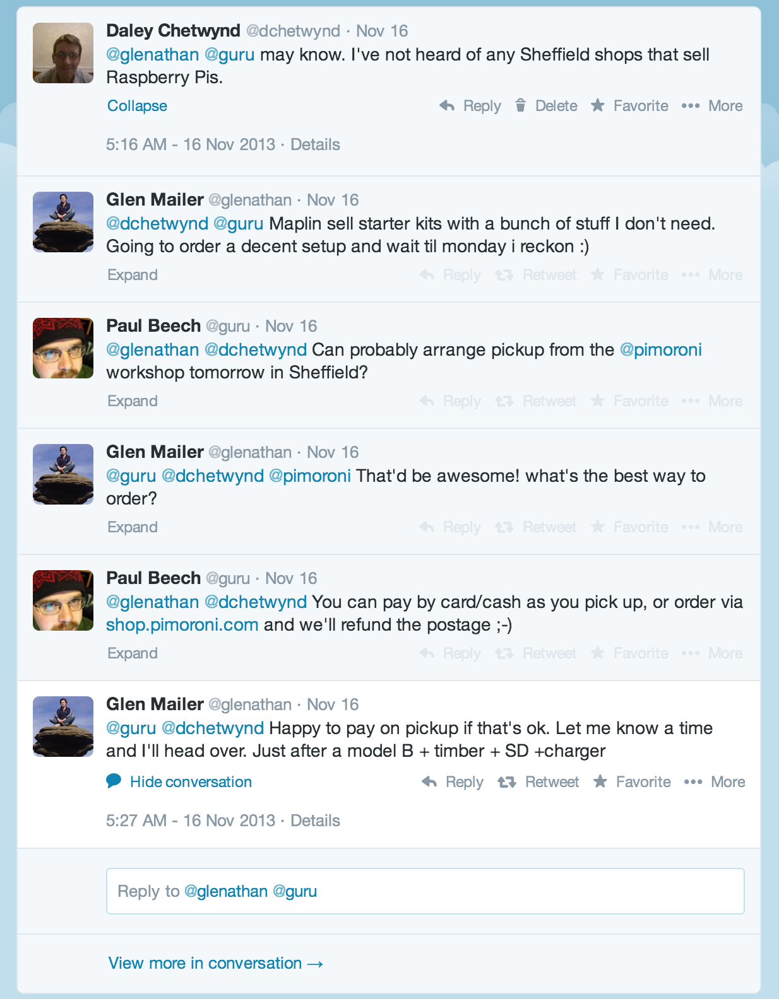 Daley Chetwynd @dchetwynd · Nov 16
@glenathan @guru may know. I've not heard of any Sheffield shops that sell
Raspberry Pis.
Collapse Reply Delete Favorite More
5:16 AM - 16 Nov 2013 · Details
Glen Mailer @glenathan · Nov 16
@dchetwynd @guru Maplin sell starter kits with a bunch of stuff I don't need.
Going to order a decent setup and wait til monday i reckon :)
Expand Reply Retweet Favorite More
Paul Beech @guru · Nov 16
@glenathan @dchetwynd Can probably arrange pickup from the @pimoroni
workshop tomorrow in Sheffield?
Expand Reply Retweet Favorite More
Glen Mailer @glenathan · Nov 16
@guru @dchetwynd @pimoroni That'd be awesome! what's the best way to
order?
Expand Reply Retweet Favorite More
Paul Beech @guru · Nov 16
@glenathan @dchetwynd You can pay by card/cash as you pick up, or order via
shop.pimoroni.com and we'll refund the postage ;-)
Expand Reply Retweet Favorite More
Glen Mailer @glenathan · Nov 16
@guru @dchetwynd Happy to pay on pickup if that's ok. Let me know a time
and I'll head over. Just after a model B + timber + SD +charger
Hide conversation Reply Retweet Favorite More
5:27 AM - 16 Nov 2013 · Details
Reply to @glenathan @guru
View more in conversation →